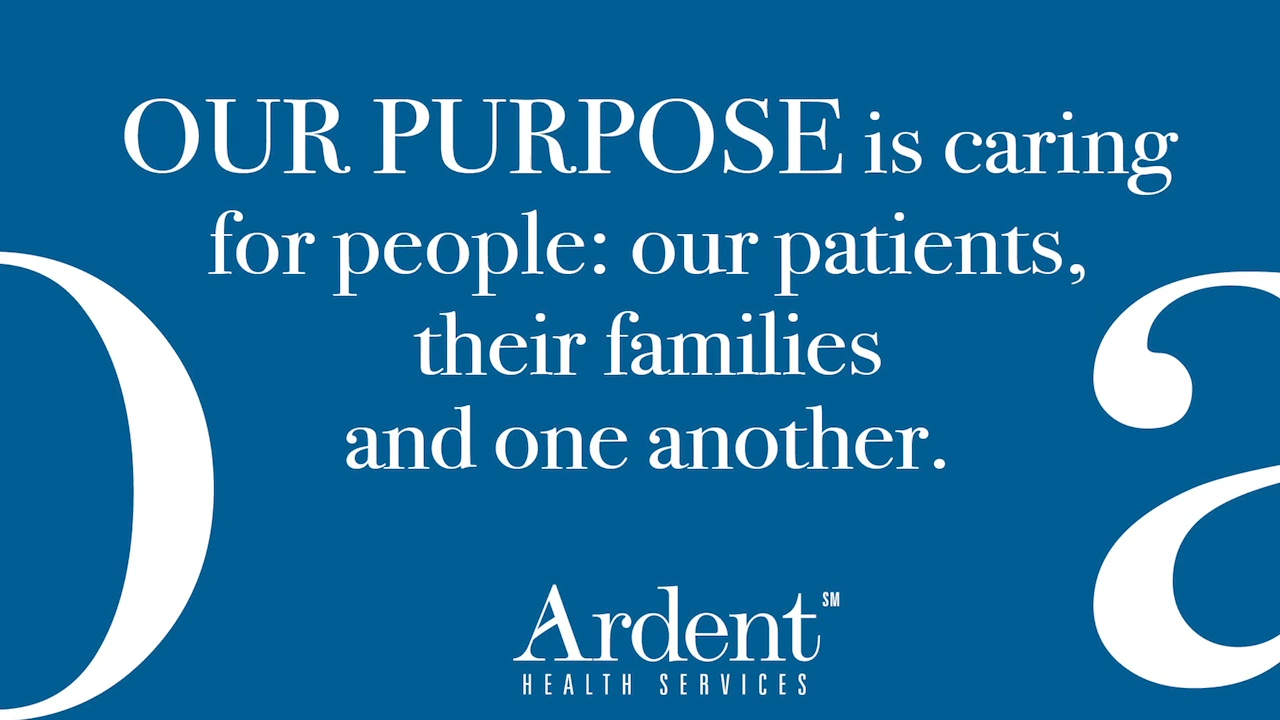 OUR PURPOSE is caring
for people: our patients,
their families
and one another.
o
a
Ardent SM
HEALTH SERVICES